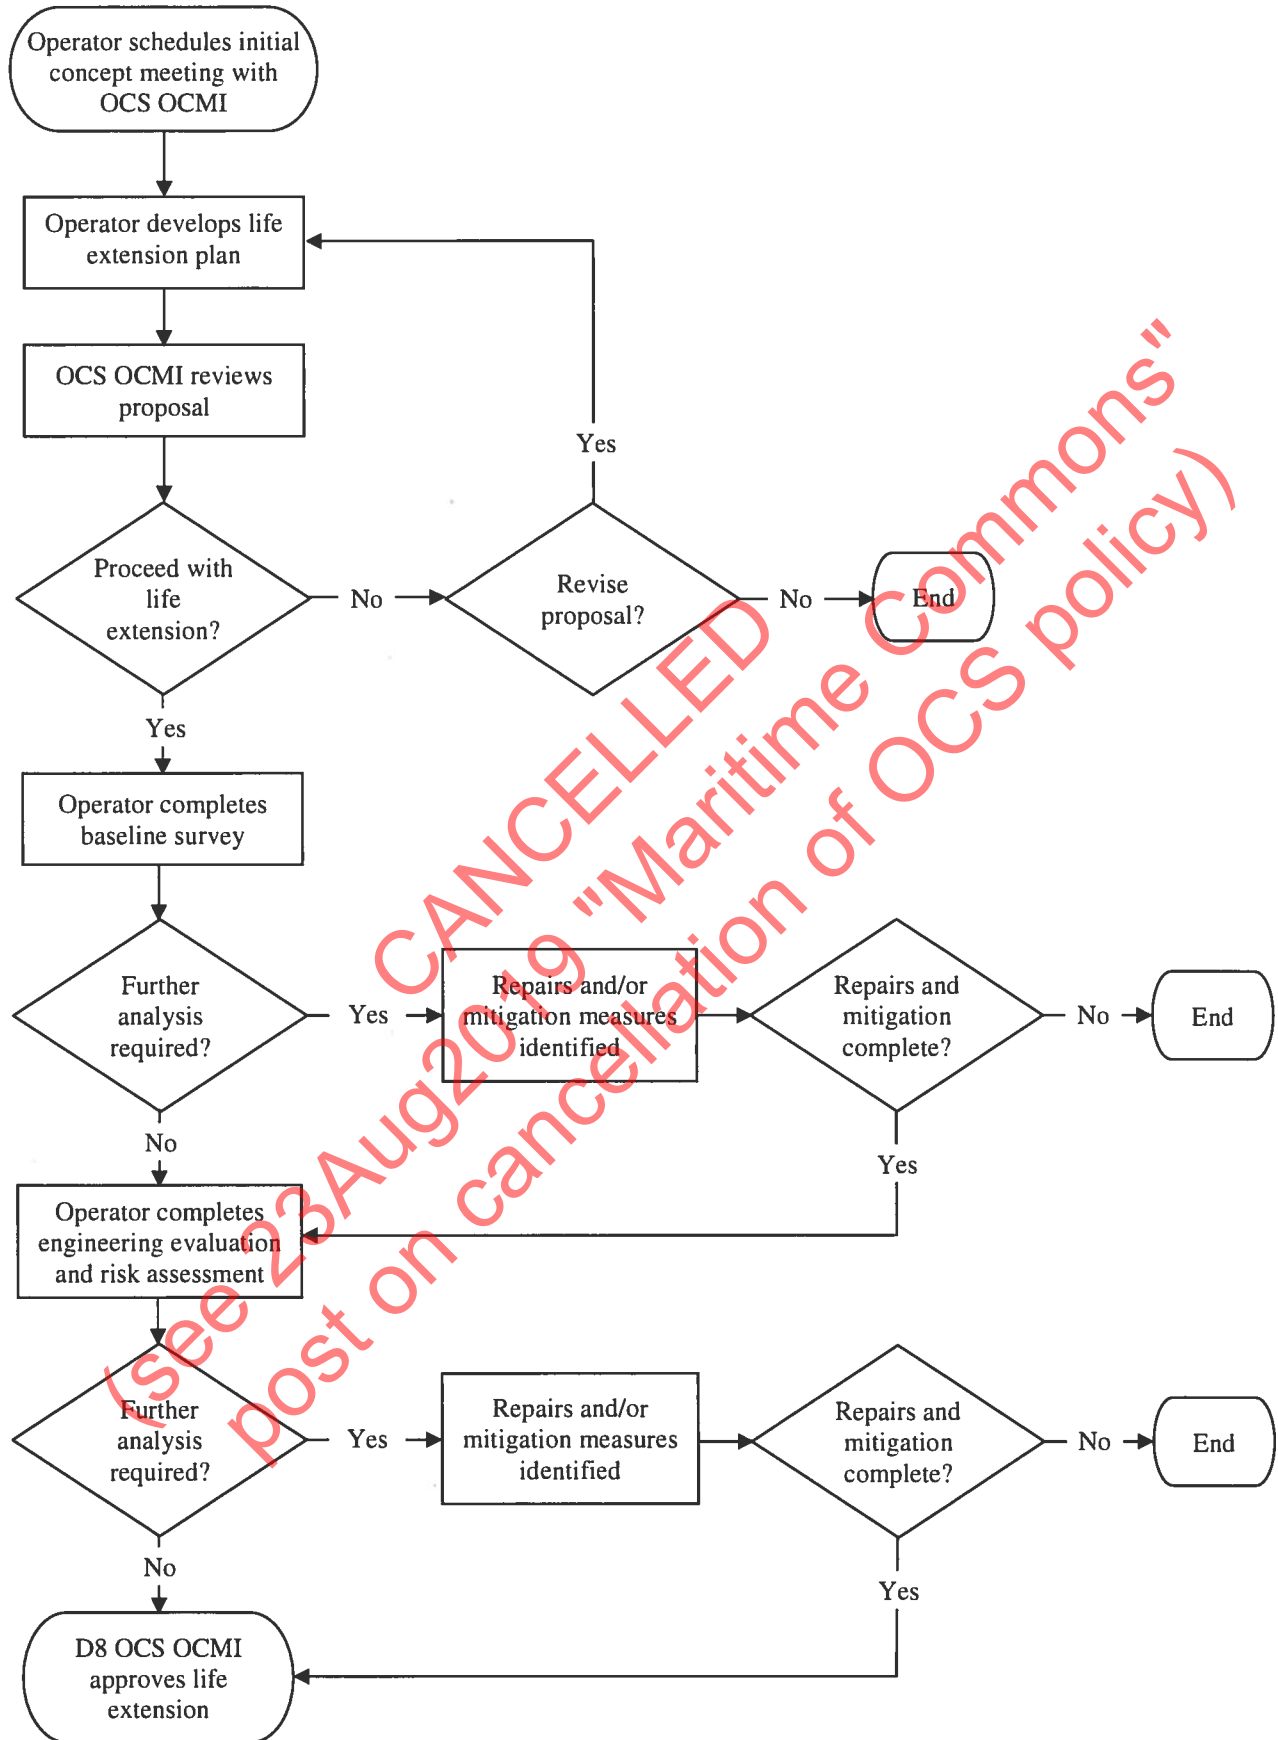 Operator schedules initial
concept meeting with
OCS OCMI
Operator develops life
extension plan
OCS OCMI reviews
proposal
Yes
Proceed with
life
extension?
No
Revise
proposal?
No
End
Yes
Operator completes
baseline survey
Further
analysis
required?
Yes
Repairs and/or
mitigation measures
identified
Repairs and
mitigation
complete?
No
End
No
Yes
Operator completes
engineering evaluation
and risk assessment
Further
analysis
required?
Yes
Repairs and/or
mitigation measures
identified
Repairs and
mitigation
complete?
No
End
No
Yes
D8 OCS OCMI
approves life
extension
CANCELLED
(see 23Aug2019 "Maritime Commons"
post on cancellation of OCS policy)